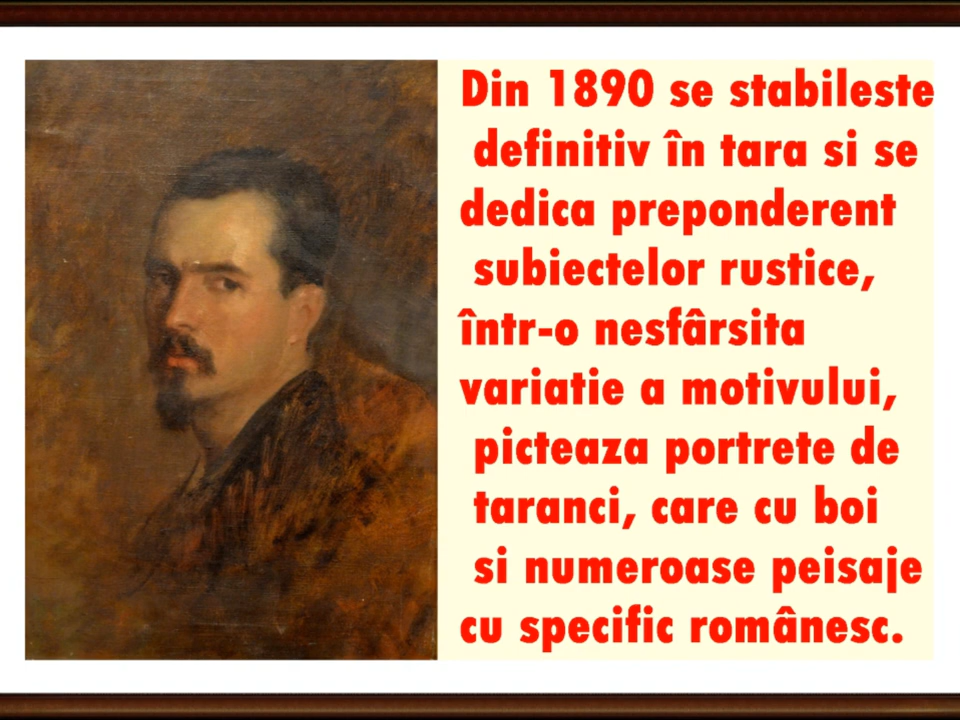 Din 1890 se stabileste
definitiv în tara si se
dedica preponderent
subiectelor rustice,
într-o nesfârsita
variatie a motivului,
picteaza portrete de
taranci, care cu boi
si numeroase peisaje
cu specific românesc.